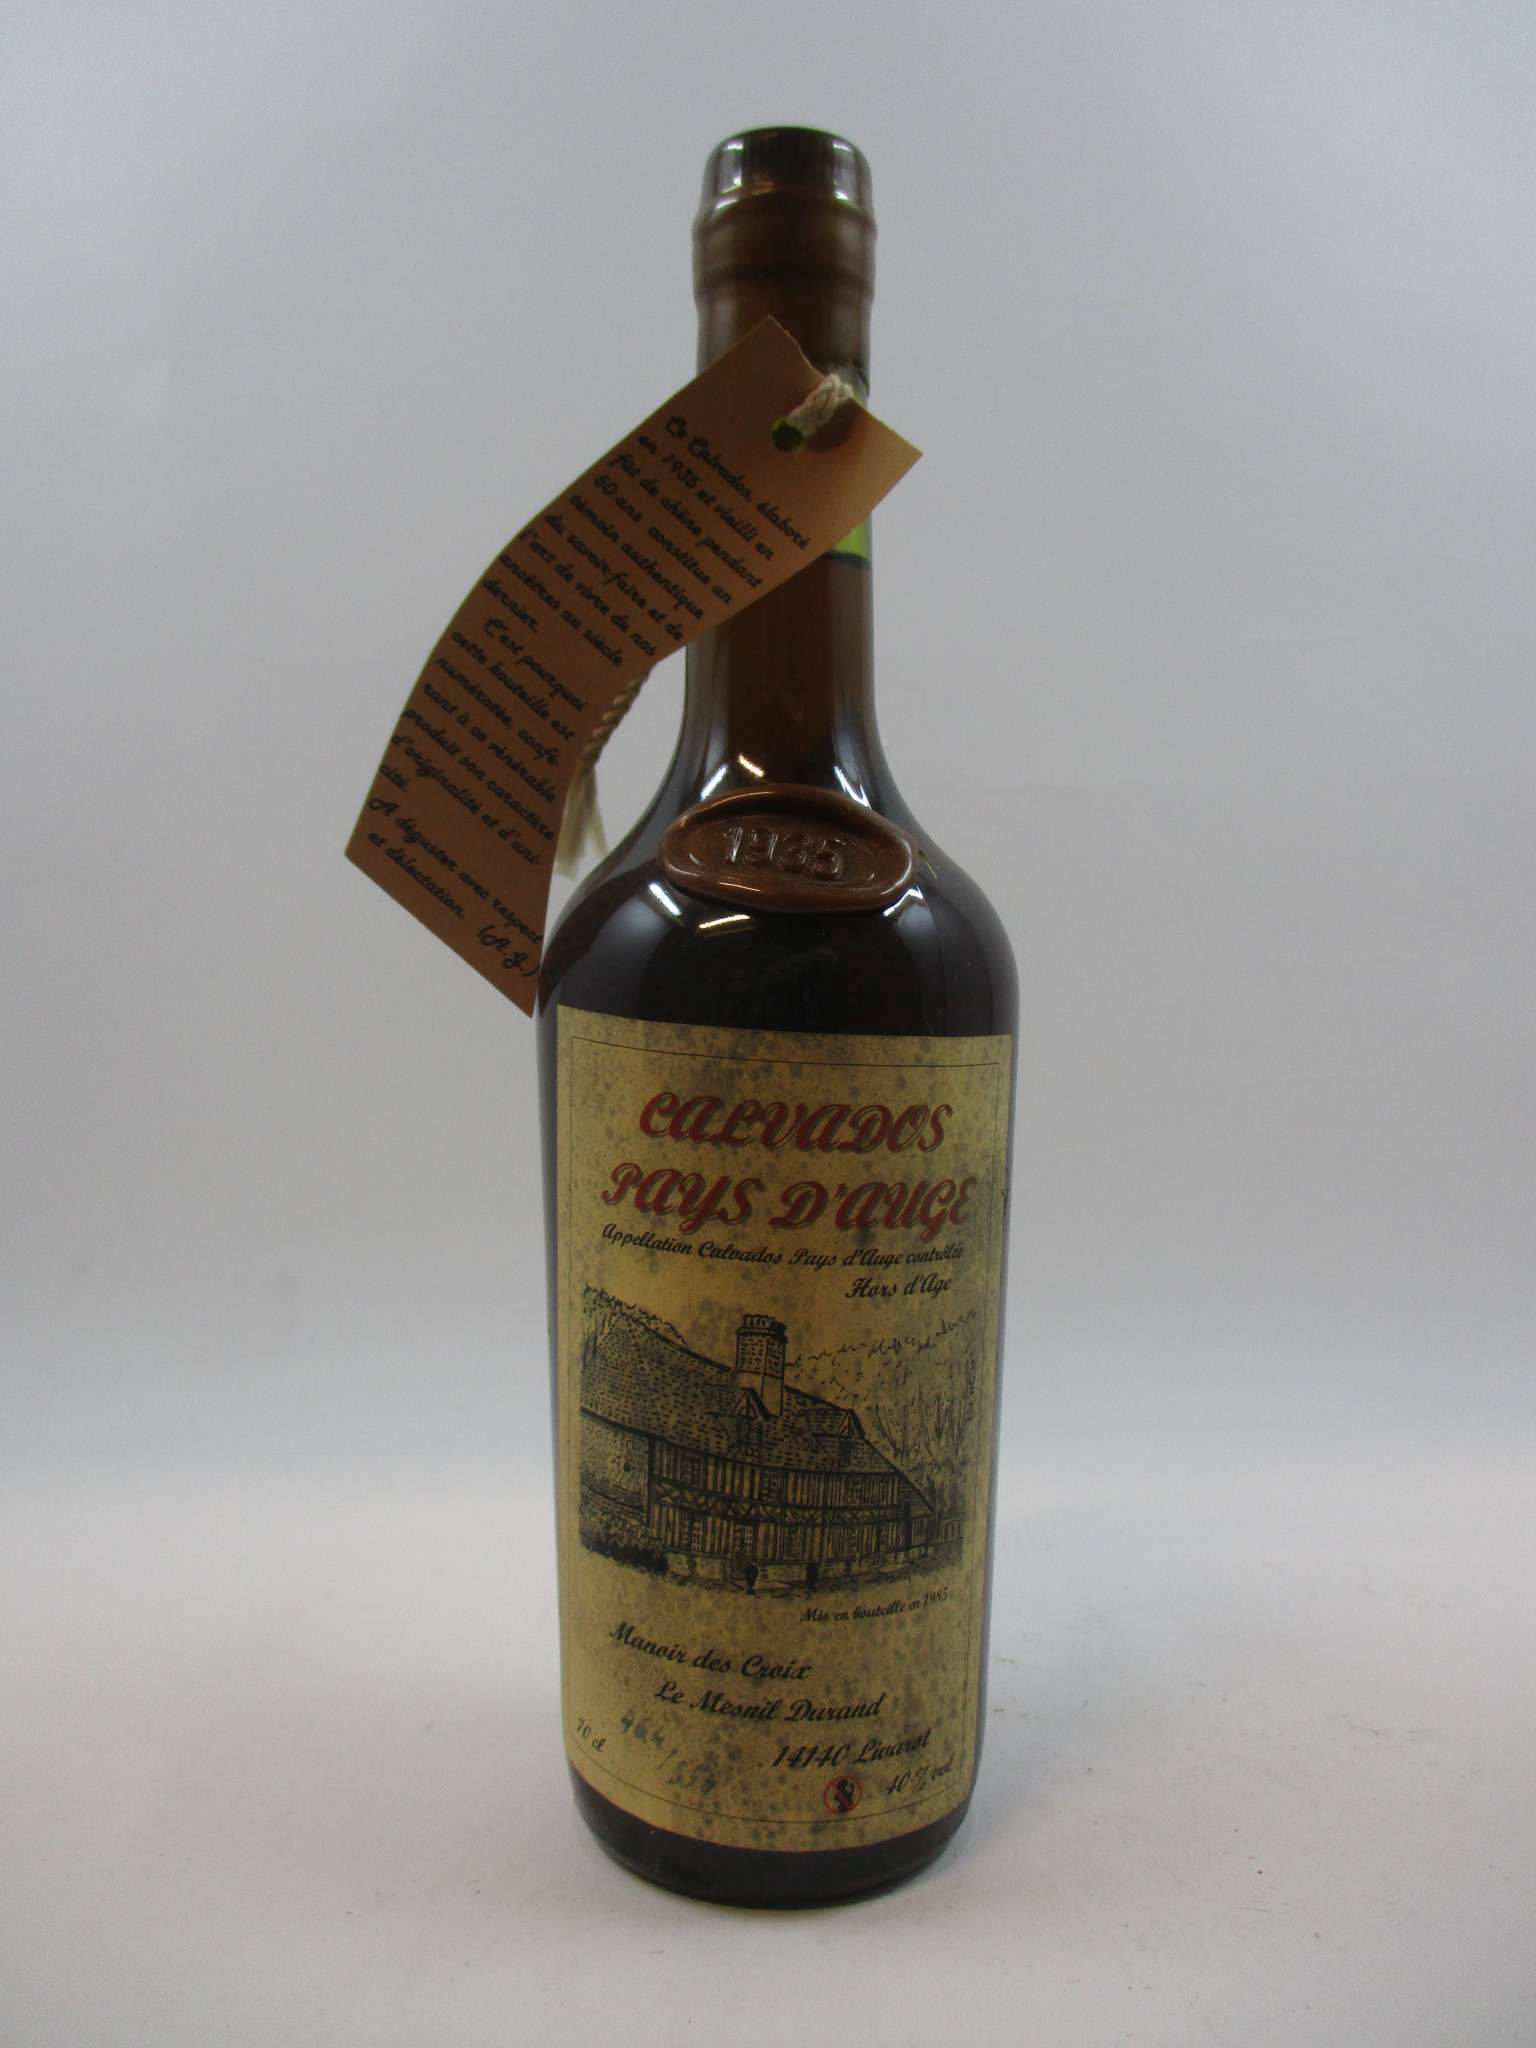 Ce Calvados, élaboré
en 1935 et vieilli en
fût de chêne pendant
50 ans constitue un
témoin authentique
du savoir-faire et de
l'art de vivre de nos
ancêtres au siècle
dernier.
C'est pourquoi
cette bouteille est
numérotée, confé-
rant à ce vénérable
produit son caractère
d'originalité et d'uni-
cité.
A déguster avec respect
et délectation.
(A.G.)
1935
CALVADOS
PAYS D'AUGE
Appellation Calvados Pays d'Auge contrôlée
Hors d'Age
Mis en bouteille en 1985
Manoir des Croix
Le Mesnil Durand
14140 Livarot
70 cl
40 % vol